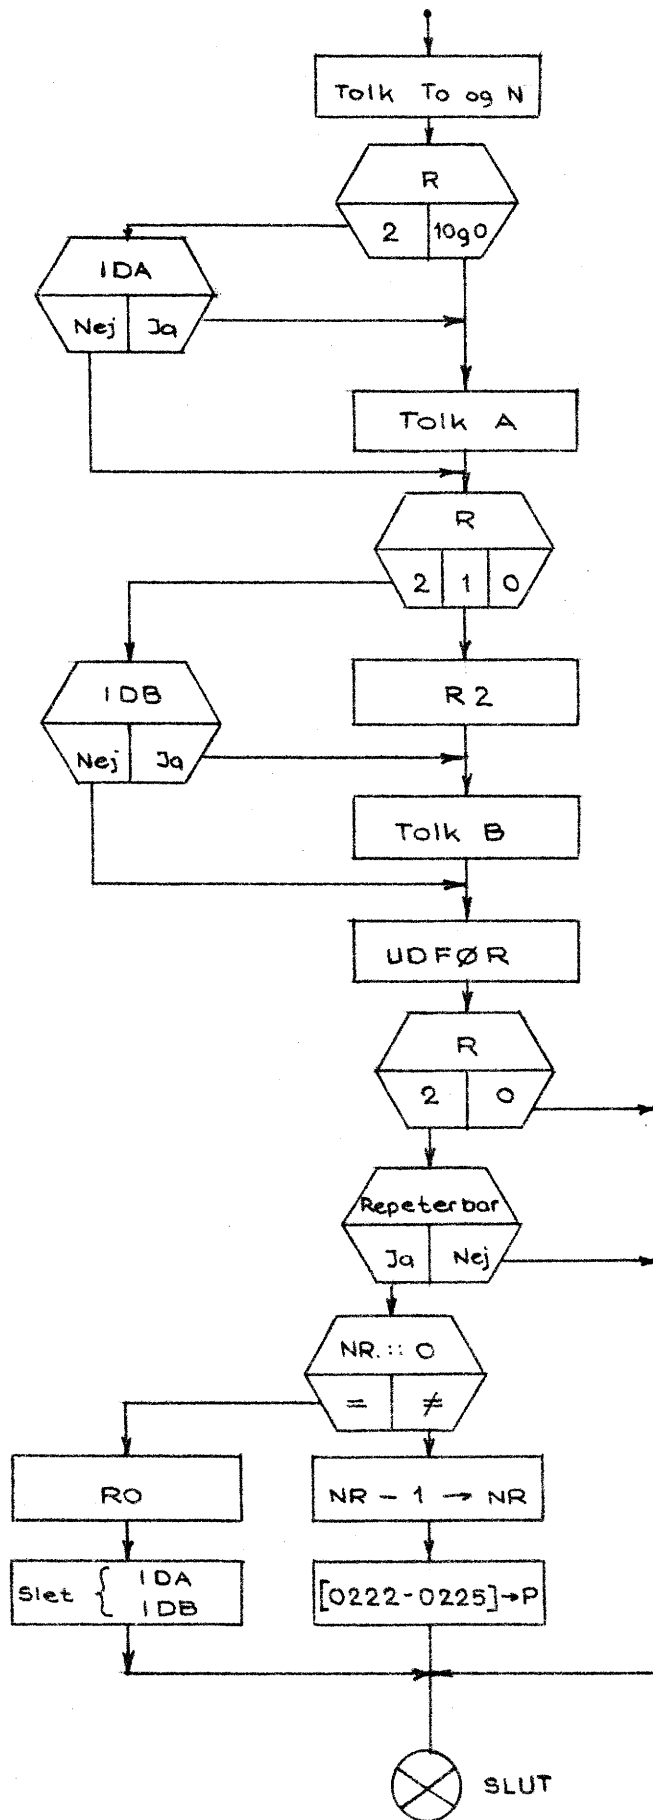 Tolk To og N
R
2 1og0
IDA
Nej Ja
Tolk A
R
2 1 0
IDB
Nej Ja
R2
Tolk B
UDFØR
R
2 0
Repeterbar
Ja Nej
NR :: 0
= ≠
R0
NR - 1 → NR
Slet { IDA
IDB
[0222-0225]→P
SLUT